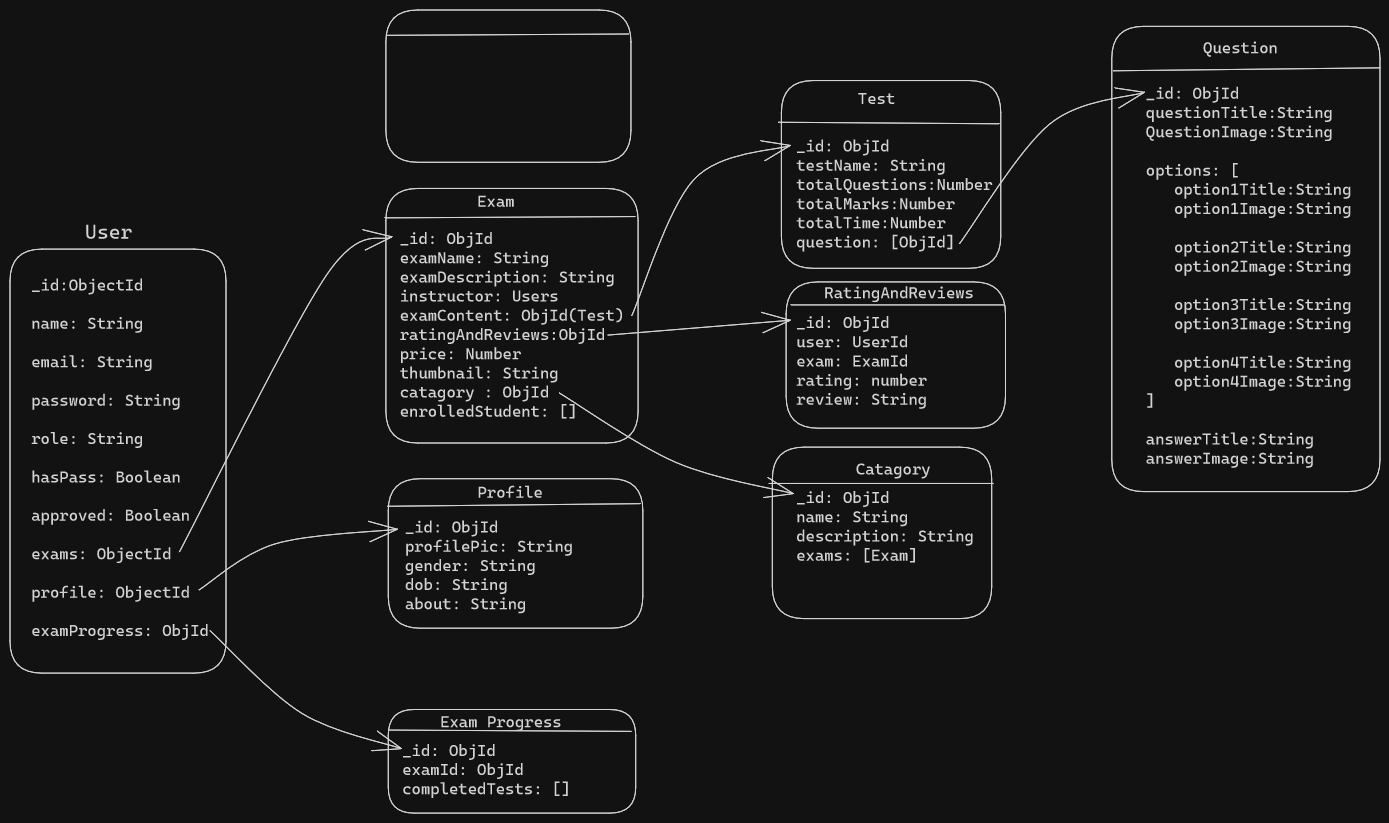 User
_id:ObjectId
name: String
email: String
password: String
role: String
hasPass: Boolean
approved: Boolean
exams: ObjectId
profile: ObjectId
examProgress: ObjId
Exam
_id: ObjId
examName: String
examDescription: String
instructor: Users
examContent: ObjId(Test)
ratingAndReviews:ObjId
price: Number
thumbnail: String
catagory : ObjId
enrolledStudent: []
Profile
_id: ObjId
profilePic: String
gender: String
dob: String
about: String
Exam Progress
_id: ObjId
examId: ObjId
completedTests: []
Test
_id: ObjId
testName: String
totalQuestions:Number
totalMarks:Number
totalTime:Number
question: [ObjId]
RatingAndReviews
_id: ObjId
user: UserId
exam: ExamId
rating: number
review: String
Catagory
_id: ObjId
name: String
description: String
exams: [Exam]
Question
_id: ObjId
questionTitle:String
QuestionImage:String
options: [
option1Title:String
option1Image:String
option2Title:String
option2Image:String
option3Title:String
option3Image:String
option4Title:String
option4Image:String
]
answerTitle:String
answerImage:String